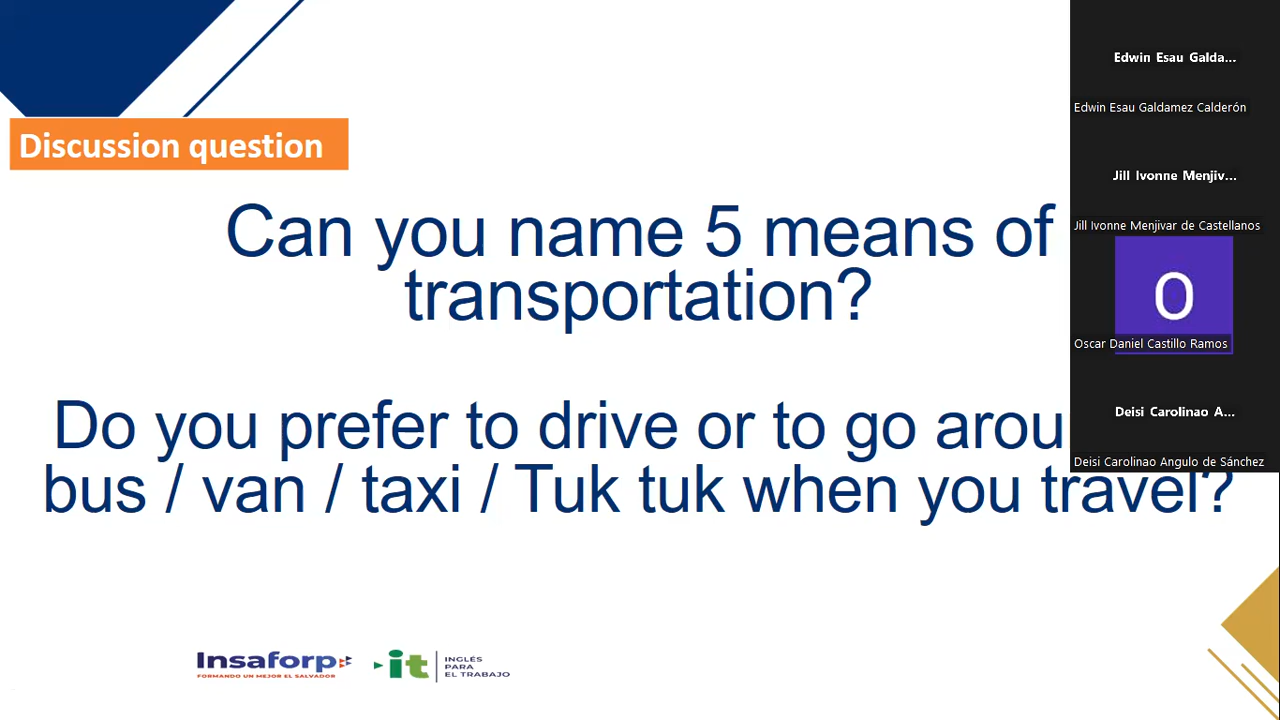 Discussion question
Can you name 5 means of
transportation?
Do you prefer to drive or to go arou
bus / van / taxi / Tuk tuk when you travel?
Insaforp
FORMANDO UN MEJOR EL SALVADOR
it
INGLÉS
PARA
EL TRABAJO
Edwin Esau Galda...
Edwin Esau Galdamez Calderón
Jill Ivonne Menjiv...
Jill Ivonne Menjivar de Castellanos
O
Oscar Daniel Castillo Ramos
Deisi Carolinao A...
Deisi Carolinao Angulo de Sánchez